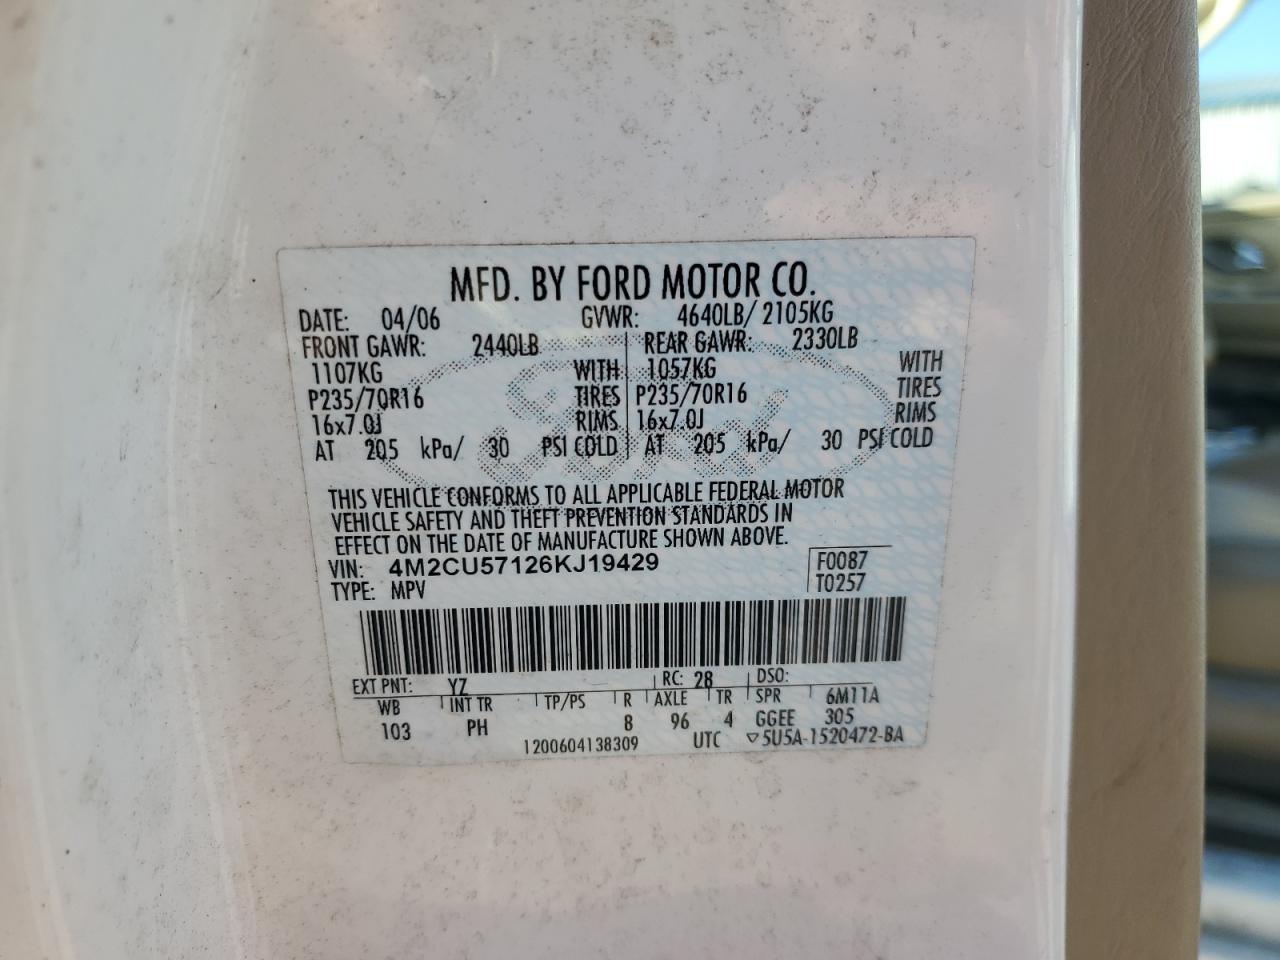 MFD. BY FORD MOTOR CO.
DATE: 04/06 GVWR: 4640LB/ 2105KG
FRONT GAWR: 2440LB REAR GAWR: 2330LB
1107KG WITH 1057KG WITH
P235/70R16 TIRES P235/70R16 TIRES
16x7.0J RIMS 16x7.0J RIMS
AT 205 kPa/ 30 PSI COLD AT 205 kPa/ 30 PSI COLD
THIS VEHICLE CONFORMS TO ALL APPLICABLE FEDERAL MOTOR
VEHICLE SAFETY AND THEFT PREVENTION STANDARDS IN
EFFECT ON THE DATE OF MANUFACTURE SHOWN ABOVE.
VIN: 4M2CU57126KJ19429 F0087
TYPE: MPV T0257
EXT PNT: YZ RC: 28 DSO:
WB INT TR TP/PS R AXLE TR SPR 6M11A
103 PH 8 96 4 GGEE 305
1200604138309 UTC ▽5U5A-1520472-BA